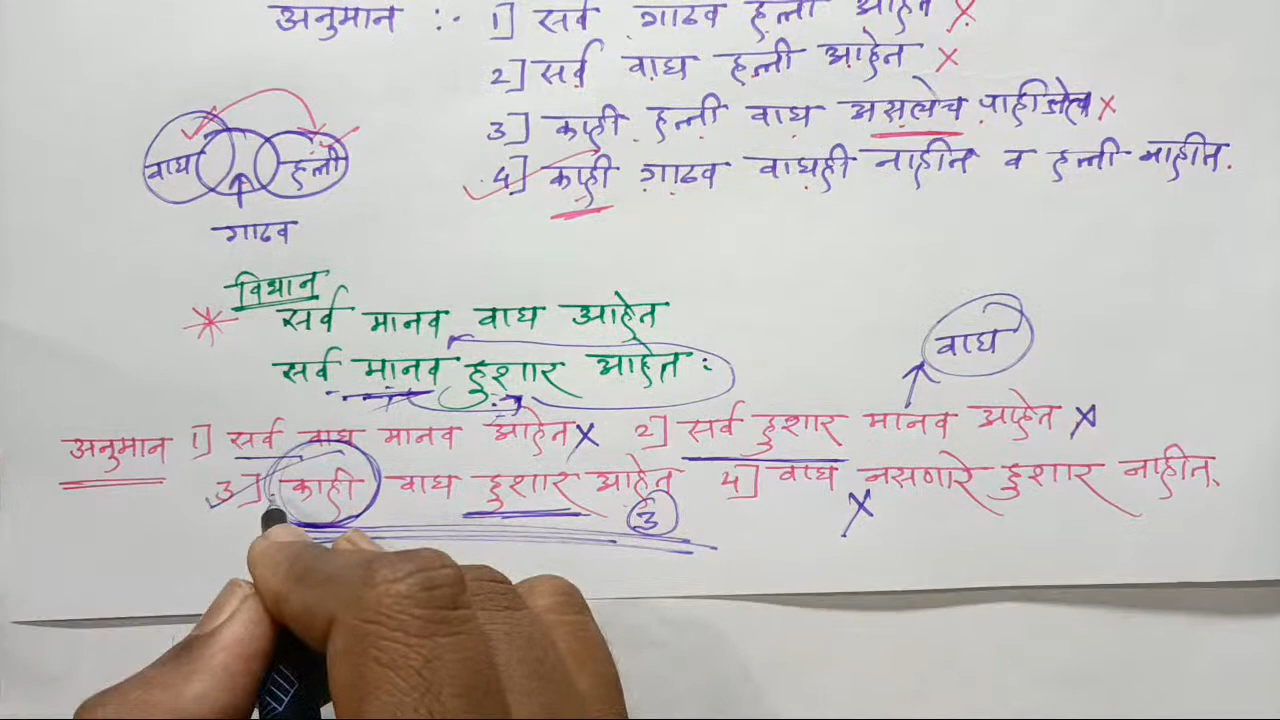 अनुमान :- 1] सर्व गाढव हत्ती आहेत ×
2] सर्व वाघ हत्ती आहेत ×
3] काही हत्ती वाघ असलेच पाहीजेत ×
4] काही गाढव वाघही नाहीत व हत्ती नाहीत.
वाघ हत्ती
गाढव
विधान
सर्व मानव वाघ आहेत
सर्व मानव हुशार आहेत :
वाघ
अनुमान 1] सर्व वाघ मानव आहेत × 2] सर्व हुशार मानव आहेत ×
3] काही वाघ हुशार आहेत 4] वाघ नसणारे हुशार नाहीत.
3 ×